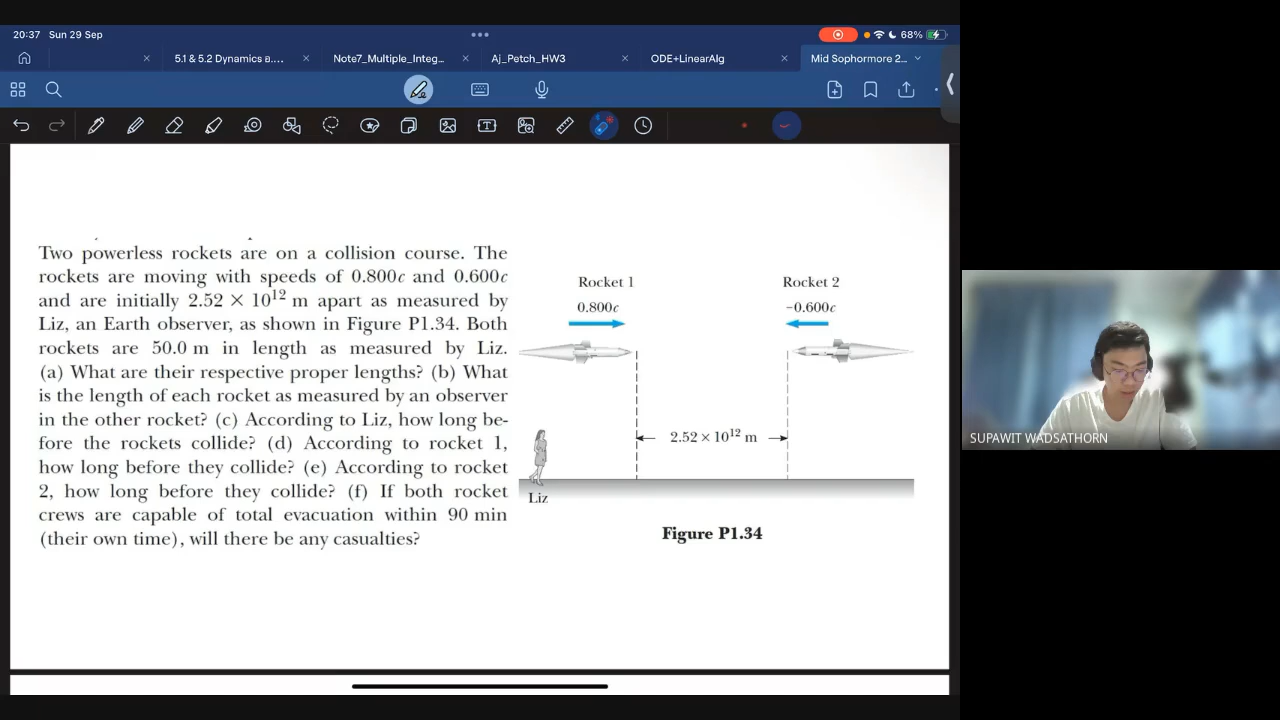 20:37 Sun 29 Sep
68%
5.1 & 5.2 Dynamics a....
Note7_Multiple_Integ...
Aj_Petch_HW3
ODE+LinearAlg
Mid Sophormore 2...
Two powerless rockets are on a collision course. The
rockets are moving with speeds of 0.800c and 0.600c
and are initially 2.52 × 10¹² m apart as measured by
Liz, an Earth observer, as shown in Figure P1.34. Both
rockets are 50.0 m in length as measured by Liz.
(a) What are their respective proper lengths? (b) What
is the length of each rocket as measured by an observer
in the other rocket? (c) According to Liz, how long be-
fore the rockets collide? (d) According to rocket 1,
how long before they collide? (e) According to rocket
2, how long before they collide? (f) If both rocket
crews are capable of total evacuation within 90 min
(their own time), will there be any casualties?
Rocket 1
0.800c
Rocket 2
−0.600c
2.52 × 10¹² m
Liz
Figure P1.34
SUPAWIT WADSATHORN